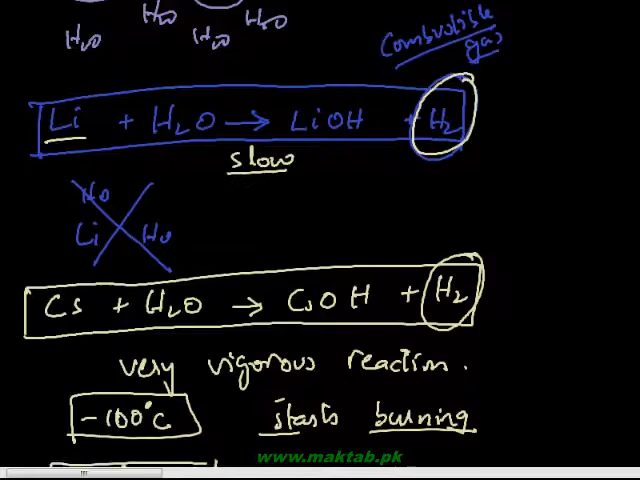 H2O H2O H2O H2O
Combustible
gas
Li + H2O → LiOH + H2
slow
H2O
Li H2O
Cs + H2O → CsOH + H2
very vigorous reaction.
-100°C starts burning
www.maktab.pk